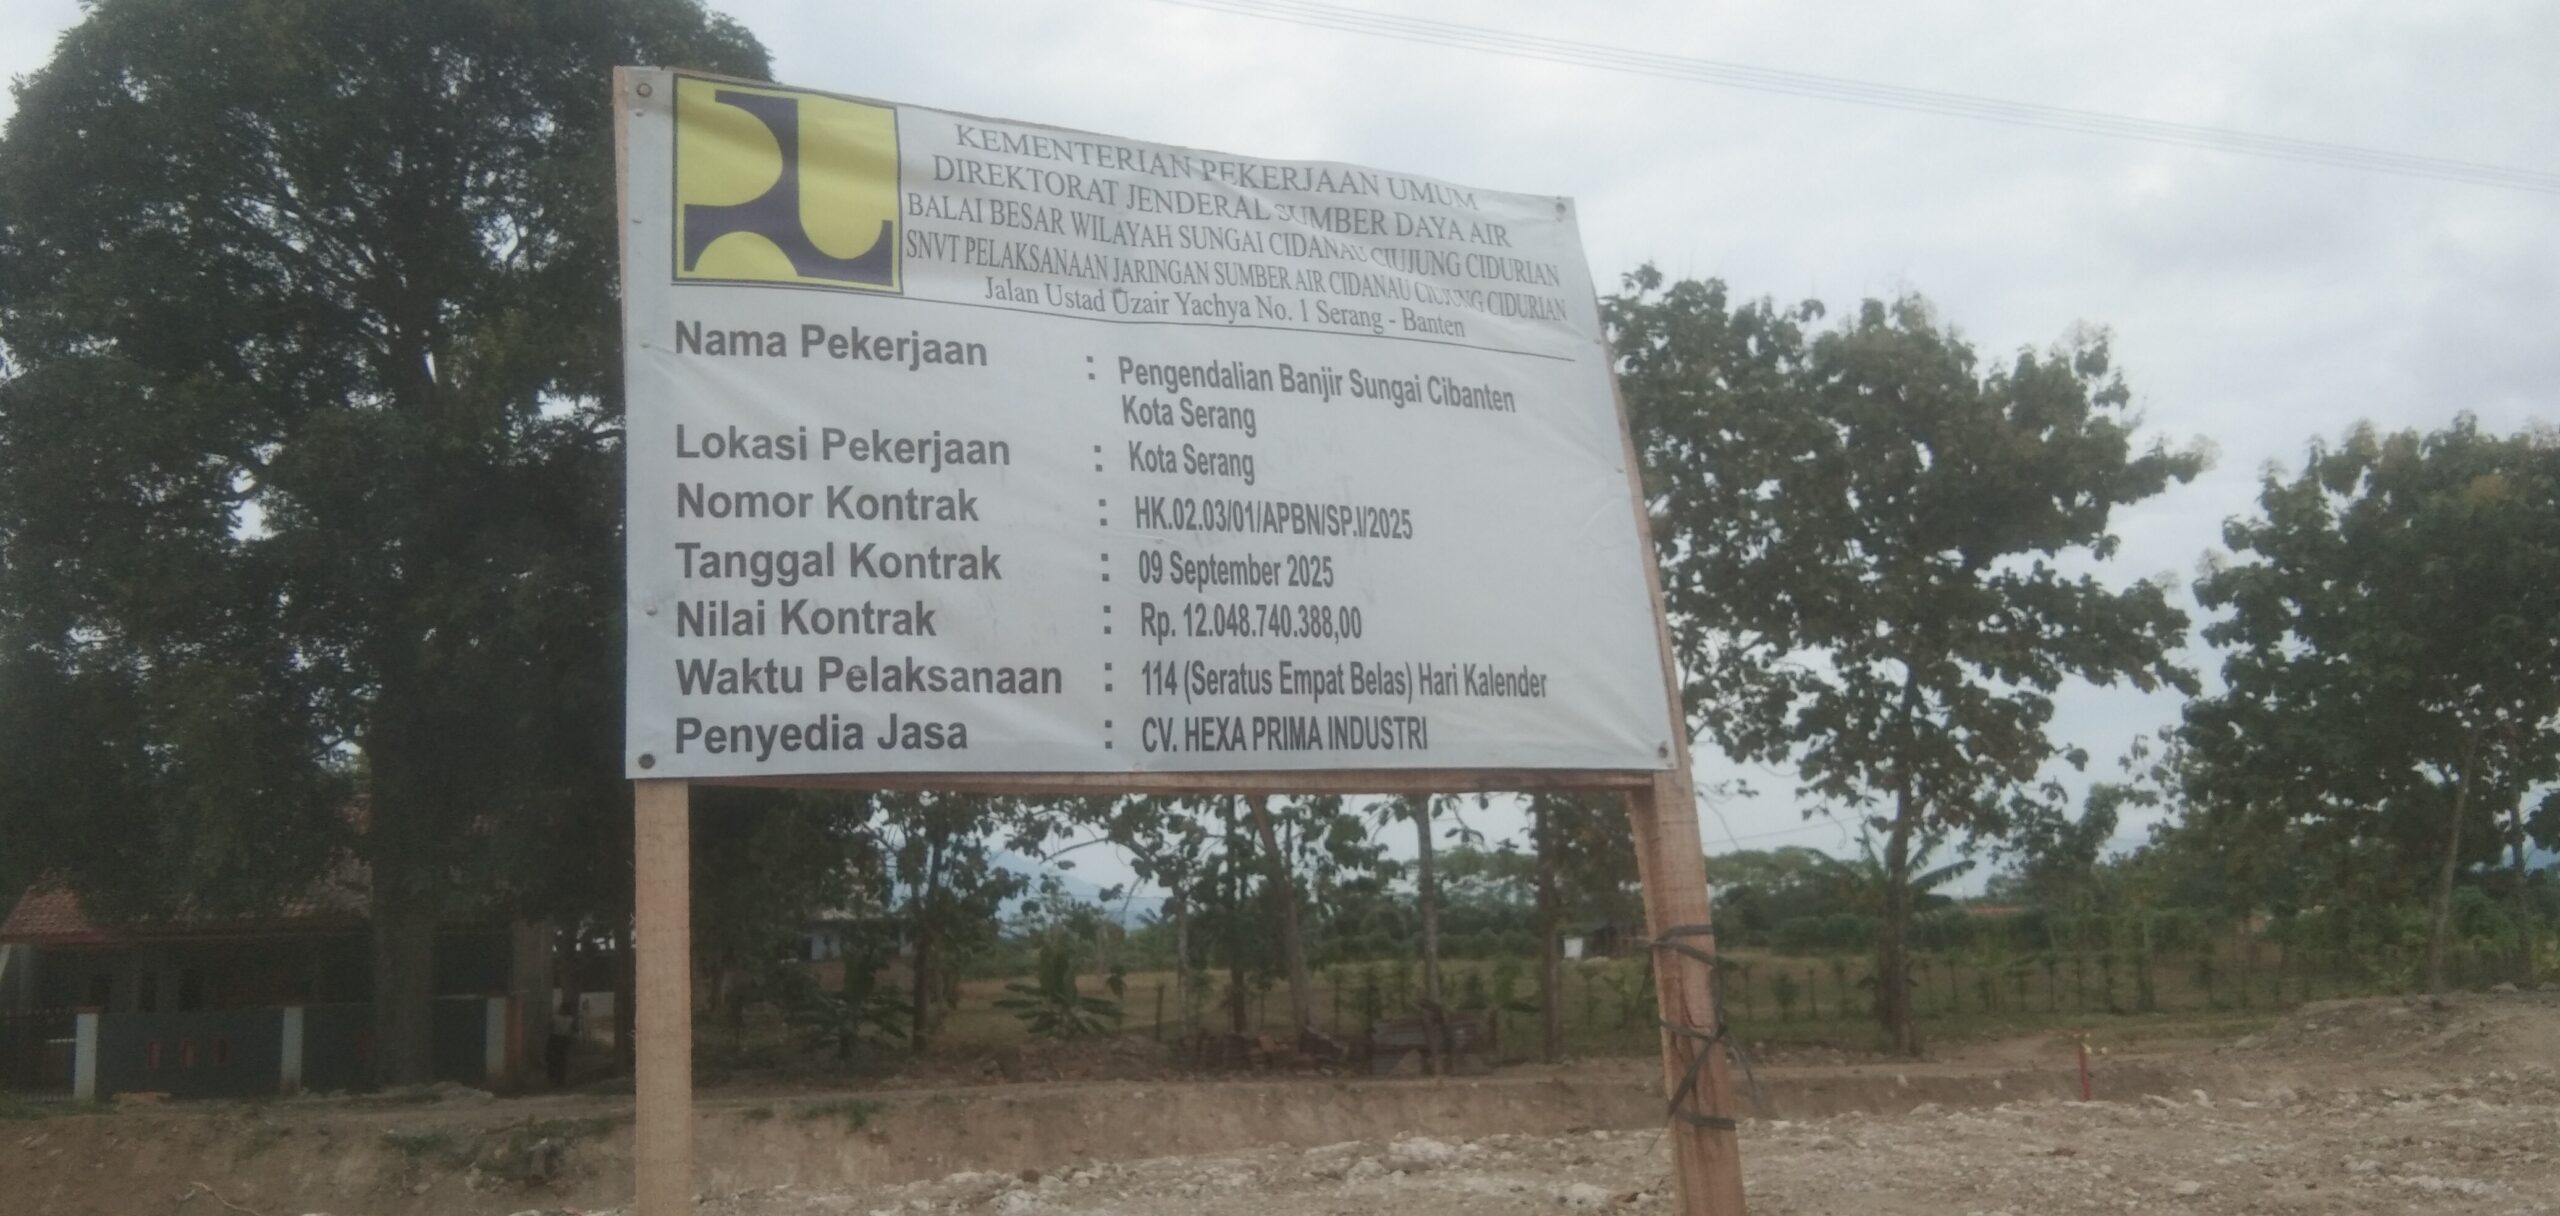 KEMENTERIAN PEKERJAAN UMUM
DIREKTORAT JENDERAL SUMBER DAYA AIR
BALAI BESAR WILAYAH SUNGAI CIDANAU CIUJUNG CIDURIAN
SNVT PELAKSANAAN JARINGAN SUMBER AIR CIDANAU CIUJUNG CIDURIAN
Jalan Ustad Uzair Yachya No. 1 Serang - Banten
Nama Pekerjaan : Pengendalian Banjir Sungai Cibanten
Kota Serang
Lokasi Pekerjaan : Kota Serang
Nomor Kontrak : HK.02.03/01/APBN/SP.I/2025
Tanggal Kontrak : 09 September 2025
Nilai Kontrak : Rp. 12.048.740.388,00
Waktu Pelaksanaan : 114 (Seratus Empat Belas) Hari Kalender
Penyedia Jasa : CV. HEXA PRIMA INDUSTRI